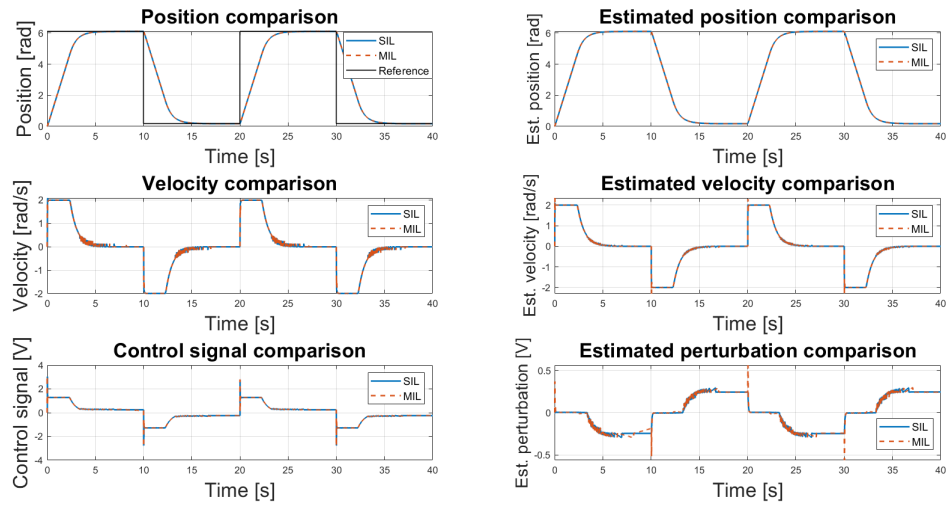 Position comparison
Position [rad]
6
4
2
0
SIL
MIL
Reference
0 5 10 15 20 25 30 35 40
Time [s]
Estimated position comparison
Est. position [rad]
6
4
2
0
SIL
MIL
0 5 10 15 20 25 30 35 40
Time [s]
Velocity comparison
Velocity [rad/s]
2
1
0
-1
-2
SIL
MIL
0 5 10 15 20 25 30 35 40
Time [s]
Estimated velocity comparison
Est. velocity [rad/s]
2
1
0
-1
-2
SIL
MIL
0 5 10 15 20 25 30 35 40
Time [s]
Control signal comparison
Control signal [V]
4
2
0
-2
-4
SIL
MIL
0 5 10 15 20 25 30 35 40
Time [s]
Estimated perturbation comparison
Est. perturbation [V]
0.5
0
-0.5
SIL
MIL
0 5 10 15 20 25 30 35 40
Time [s]